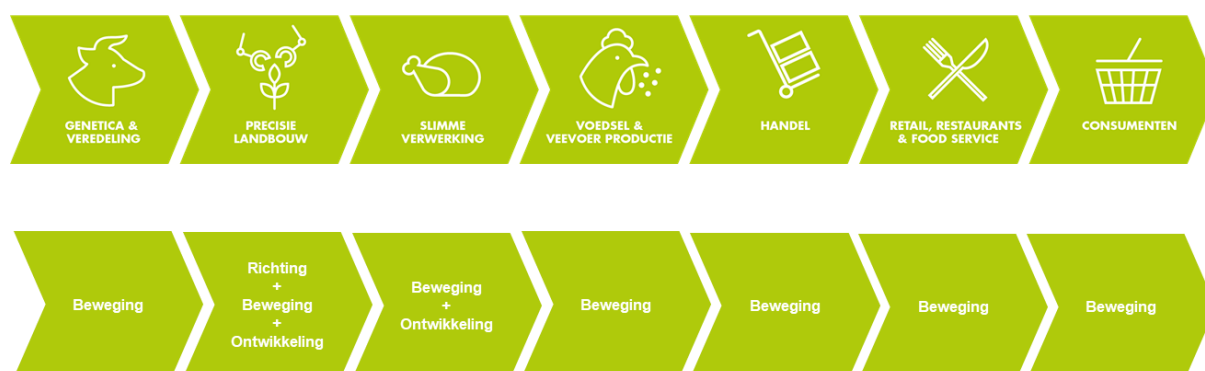 GENETICA &
VEREDELING
PRECISIE
LANDBOUW
SLIMME
VERWERKING
VOEDSEL &
VEEVOER PRODUCTIE
HANDEL
RETAIL, RESTAURANTS
& FOOD SERVICE
CONSUMENTEN
Beweging
Richting
+
Beweging
+
Ontwikkeling
Beweging
+
Ontwikkeling
Beweging
Beweging
Beweging
Beweging